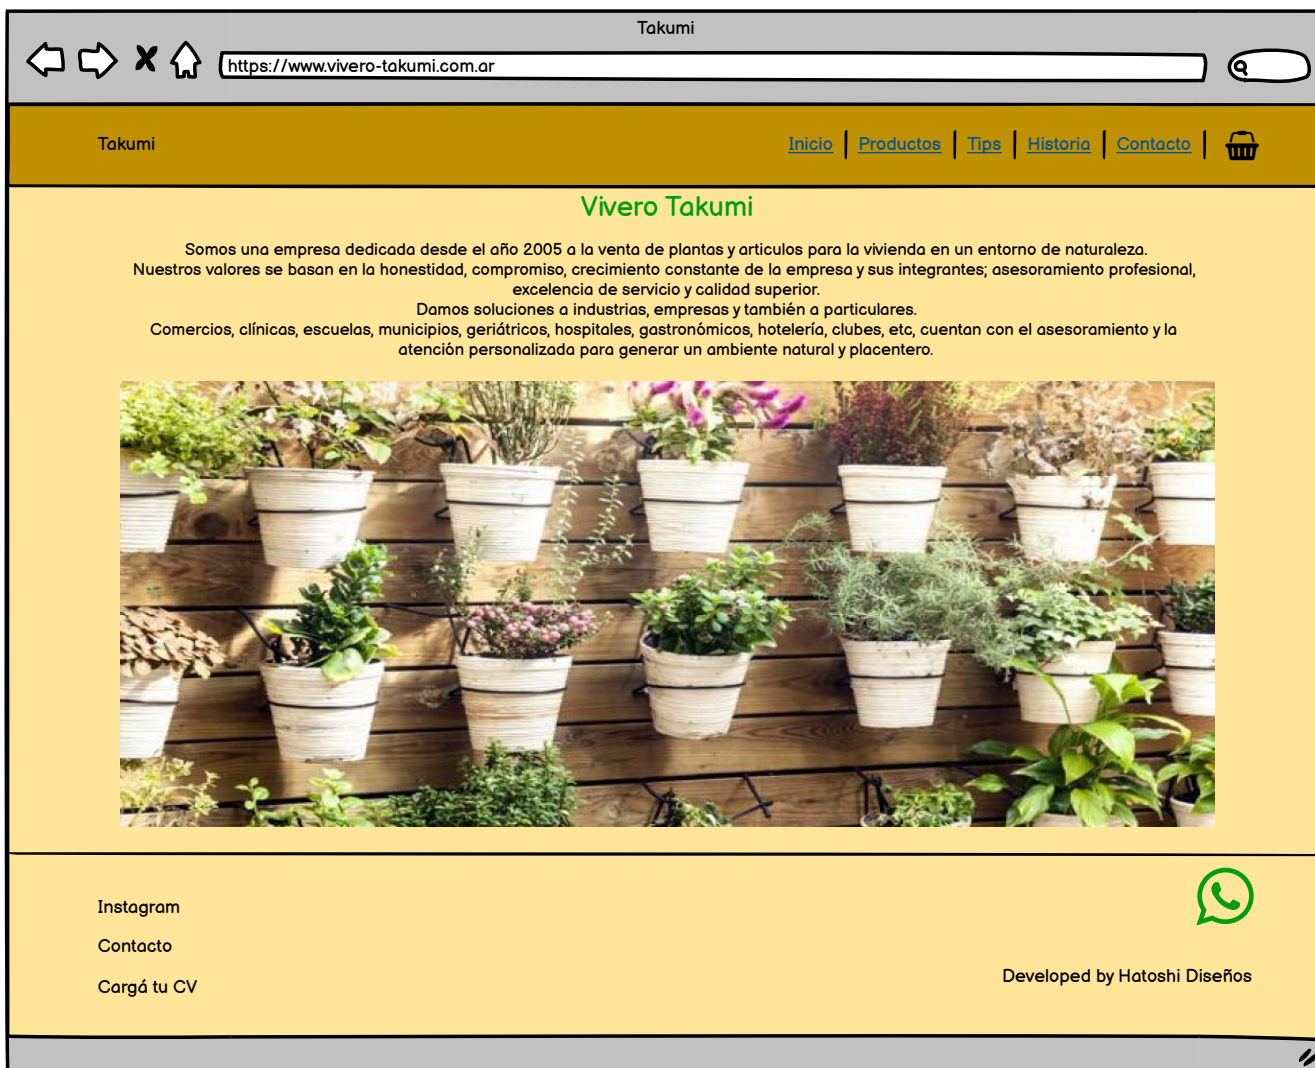 Takumi
https://www.vivero-takumi.com.ar
Takumi
Inicio
Productos
Tips
Historia
Contacto
Vivero Takumi
Somos una empresa dedicada desde el año 2005 a la venta de plantas y articulos para la vivienda en un entorno de naturaleza.
Nuestros valores se basan en la honestidad, compromiso, crecimiento constante de la empresa y sus integrantes; asesoramiento profesional,
excelencia de servicio y calidad superior.
Damos soluciones a industrias, empresas y también a particulares.
Comercios, clínicas, escuelas, municipios, geriátricos, hospitales, gastronómicos, hotelería, clubes, etc, cuentan con el asesoramiento y la
atención personalizada para generar un ambiente natural y placentero.
Instagram
Contacto
Cargá tu CV
Developed by Hatoshi Diseños